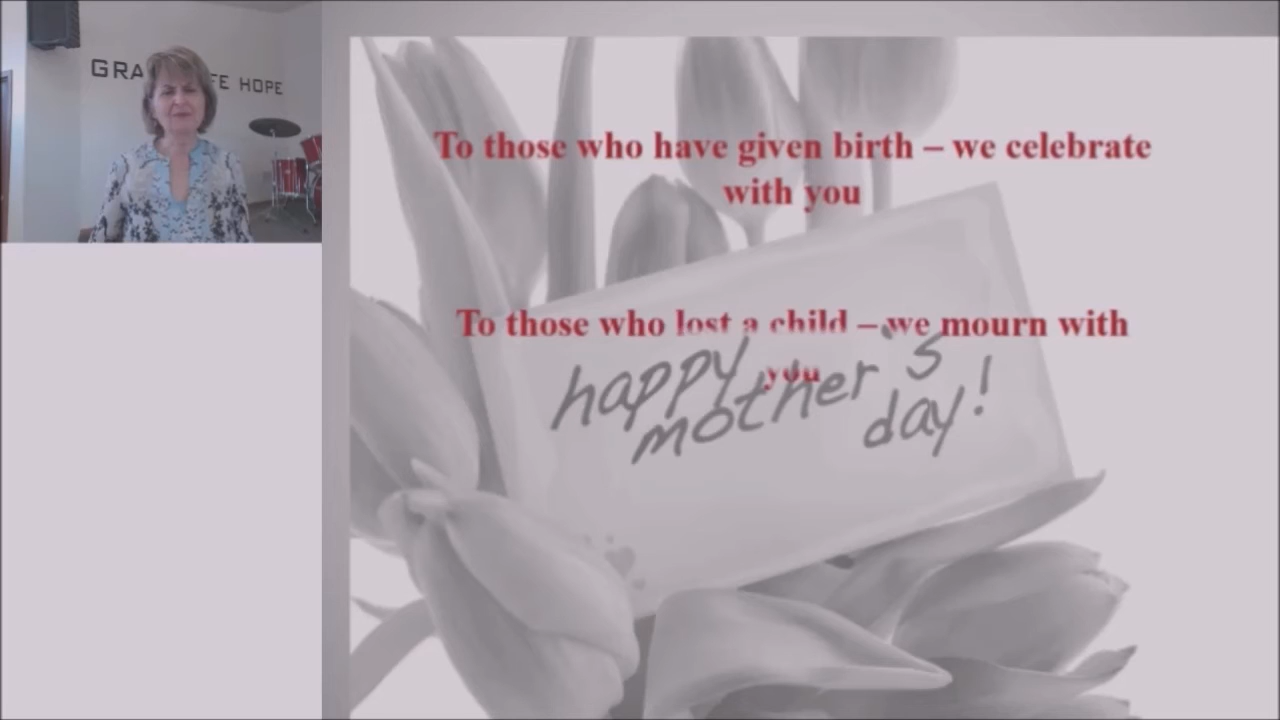 GRA FE HOPE
To those who have given birth – we celebrate
with you
To those who lost a child – we mourn with
you
happy
mother's
day!